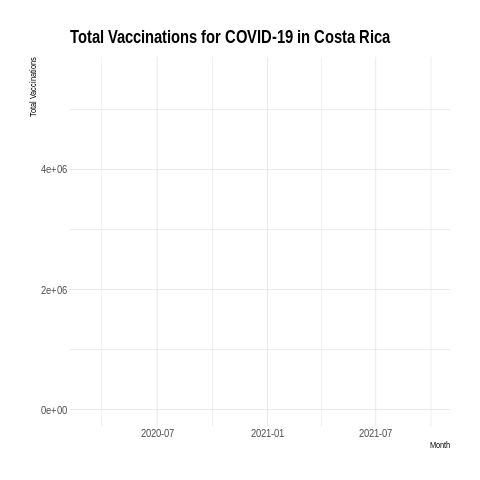 Total Vaccinations for COVID-19 in Costa Rica
Total Vaccinations
4e+06
2e+06
0e+00
2020-07 2021-01 2021-07
Month